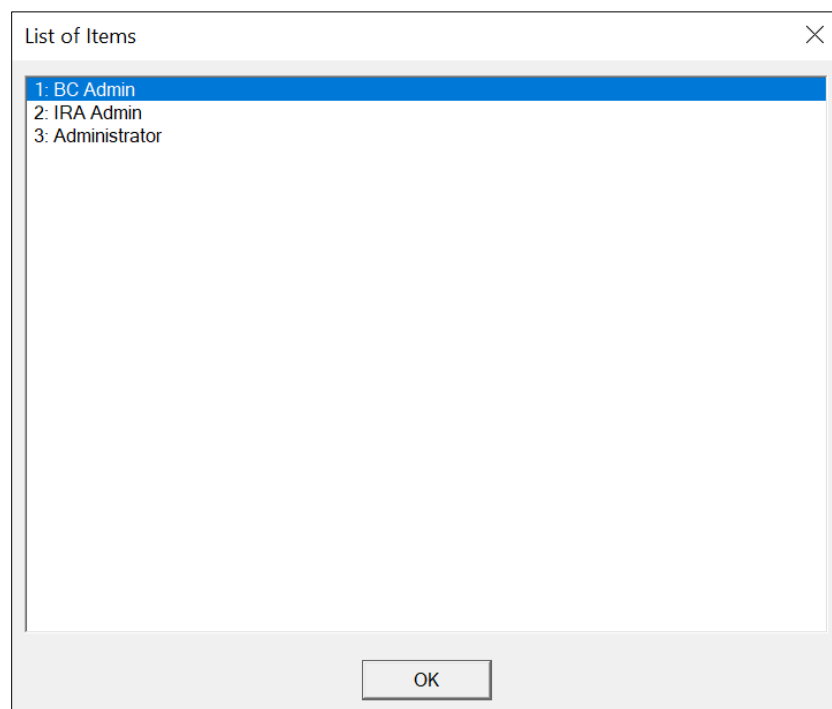 List of Items
1: BC Admin
2: IRA Admin
3: Administrator
OK